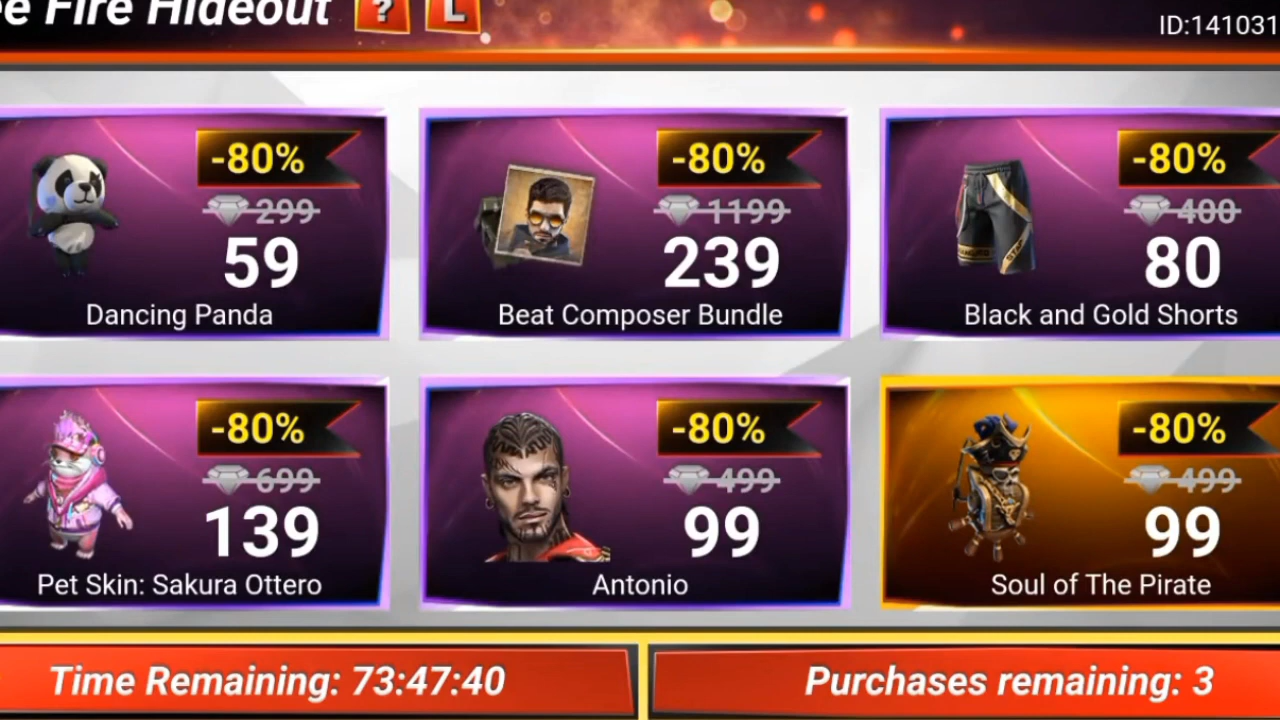 ee Fire Hideout ? L
ID:141031
-80%
299
59
Dancing Panda
-80%
1199
239
Beat Composer Bundle
-80%
400
80
Black and Gold Shorts
-80%
699
139
Pet Skin: Sakura Ottero
-80%
499
99
Antonio
-80%
499
99
Soul of The Pirate
Time Remaining: 73:47:40
Purchases remaining: 3